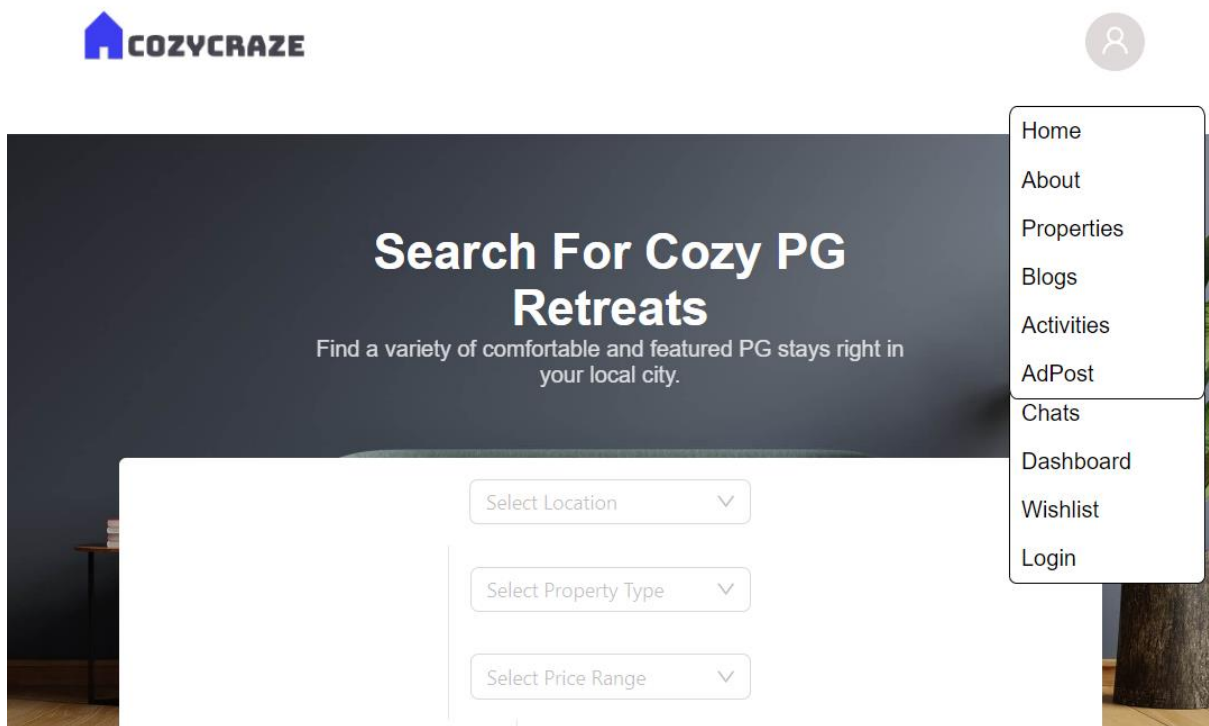 COZYCRAZE
Home
About
Properties
Blogs
Activities
AdPost
Chats
Dashboard
Wishlist
Login
Search For Cozy PG
Retreats
Find a variety of comfortable and featured PG stays right in
your local city.
Select Location
Select Property Type
Select Price Range